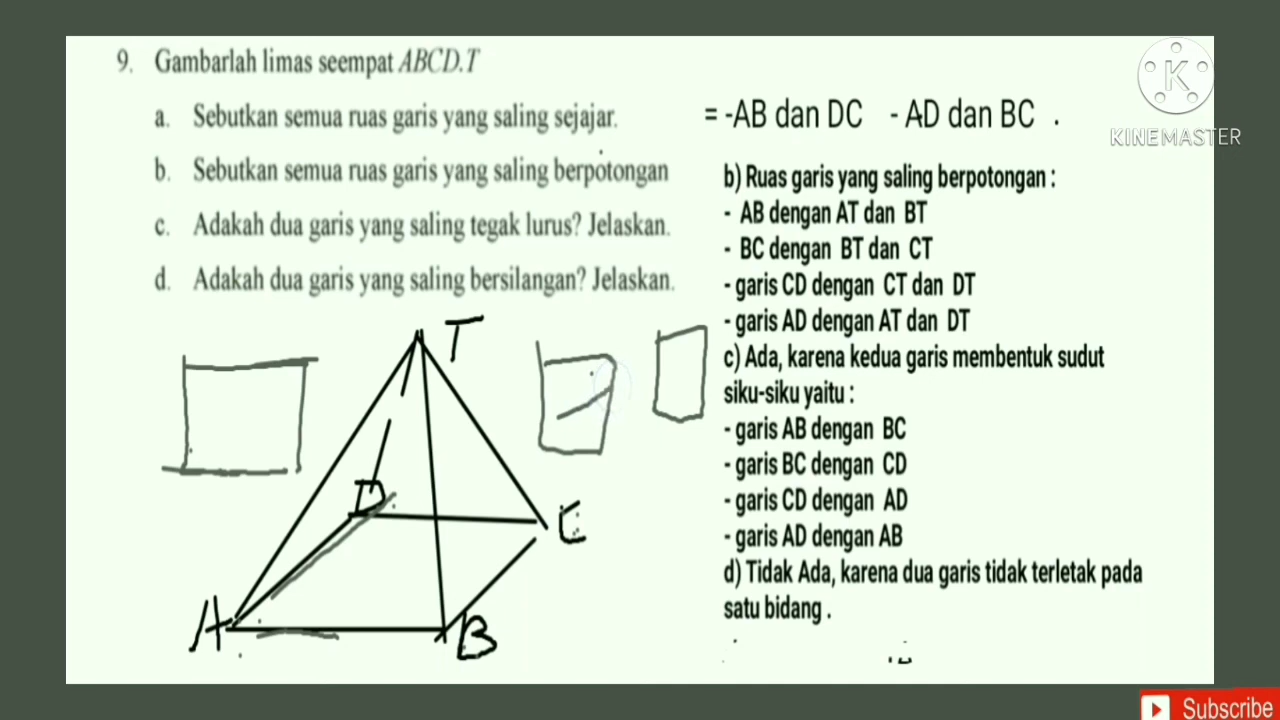 9. Gambarlah limas seempat ABCD.T
a. Sebutkan semua ruas garis yang saling sejajar.
b. Sebutkan semua ruas garis yang saling berpotongan
c. Adakah dua garis yang saling tegak lurus? Jelaskan.
d. Adakah dua garis yang saling bersilangan? Jelaskan.
= -AB dan DC - AD dan BC .
b) Ruas garis yang saling berpotongan :
- AB dengan AT dan BT
- BC dengan BT dan CT
- garis CD dengan CT dan DT
- garis AD dengan AT dan DT
c) Ada, karena kedua garis membentuk sudut
siku-siku yaitu :
- garis AB dengan BC
- garis BC dengan CD
- garis CD dengan AD
- garis AD dengan AB
d) Tidak Ada, karena dua garis tidak terletak pada
satu bidang .
T
D
C
A
B
K
KINEMASTER
Subscribe